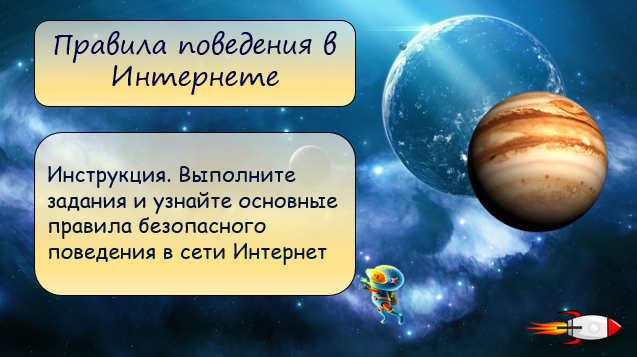 Правила поведения в
Интернете
Инструкция. Выполните
задания и узнайте основные
правила безопасного
поведения в сети Интернет